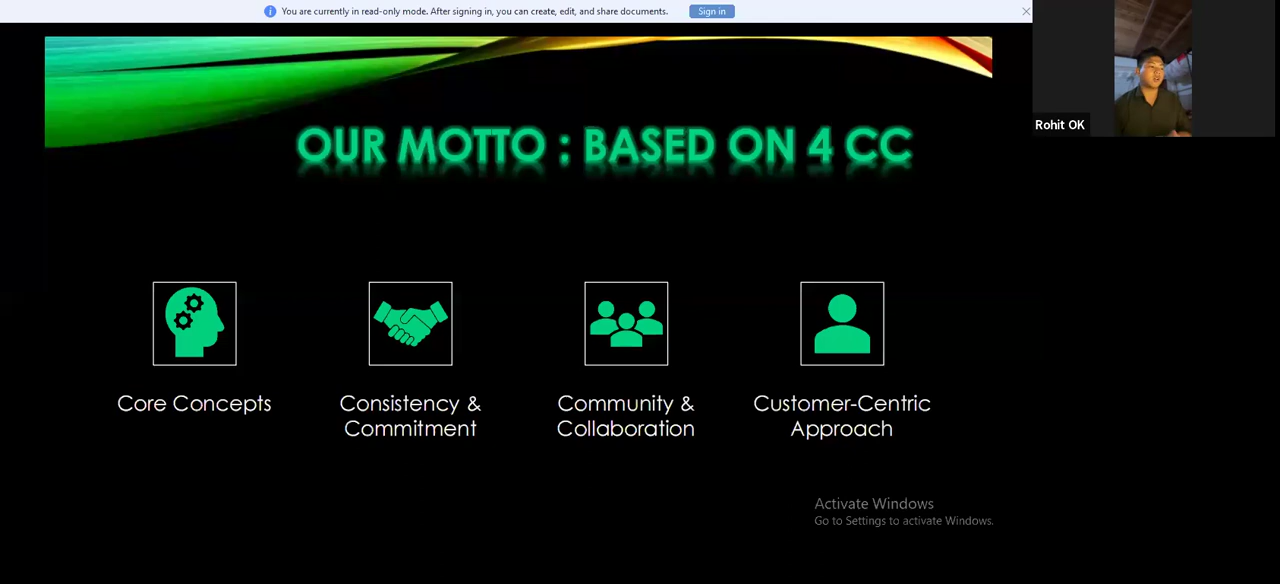 You are currently in read-only mode. After signing in, you can create, edit, and share documents.
Sign in
Rohit OK
OUR MOTTO : BASED ON 4 CC
Core Concepts
Consistency &
Commitment
Community &
Collaboration
Customer-Centric
Approach
Activate Windows
Go to Settings to activate Windows.